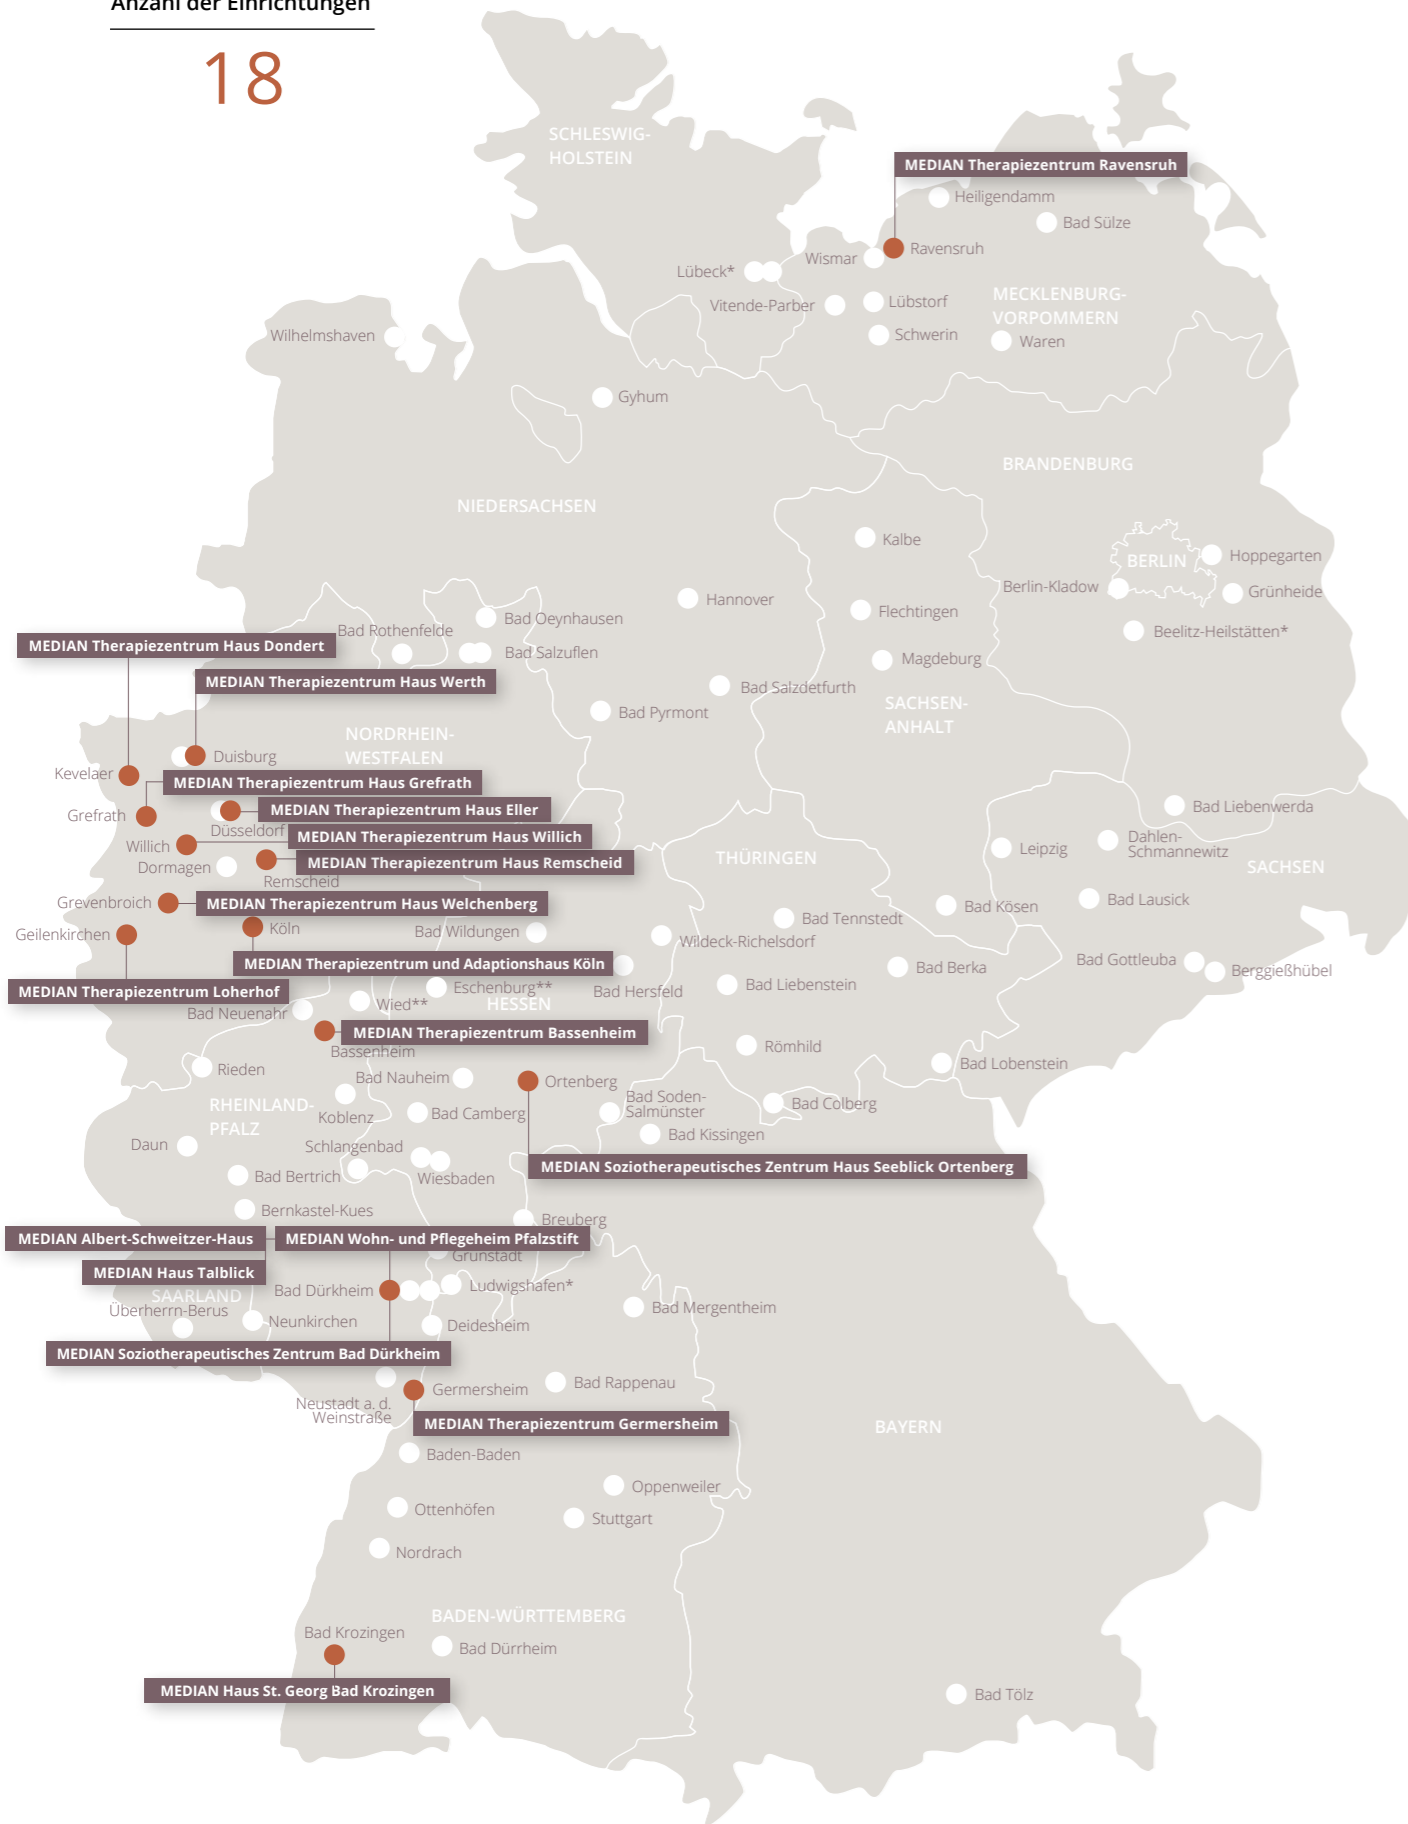 Anzahl der Einrichtungen
18
SCHLESWIG-
HOLSTEIN
MEDIAN Therapiezentrum Ravensruh
Heiligendamm
Bad Sülze
Ravensruh
Wismar
Lübeck*
Vitende-Parber
Lübstorf
MECKLENBURG-
VORPOMMERN
Schwerin
Waren
Wilhelmshaven
Gyhum
BRANDENBURG
NIEDERSACHSEN
Kalbe
BERLIN
Hoppegarten
Berlin-Kladow
Grünheide
Hannover
Flechtingen
Bad Oeynhausen
Bad Rothenfelde
Beelitz-Heilstätten*
MEDIAN Therapiezentrum Haus Dondert
Bad Salzuflen
Magdeburg
MEDIAN Therapiezentrum Haus Werth
Bad Salzdetfurth
SACHSEN-
ANHALT
Bad Pyrmont
NORDRHEIN-
WESTFALEN
Duisburg
Kevelaer
MEDIAN Therapiezentrum Haus Grefrath
Grefrath
MEDIAN Therapiezentrum Haus Eller
Düsseldorf
Bad Liebenwerda
MEDIAN Therapiezentrum Haus Willich
Willich
Dahlen-
Schmannewitz
Leipzig
THÜRINGEN
MEDIAN Therapiezentrum Haus Remscheid
Dormagen
SACHSEN
Remscheid
Grevenbroich
MEDIAN Therapiezentrum Haus Welchenberg
Bad Kösen
Bad Lausick
Bad Tennstedt
Geilenkirchen
Köln
Bad Wildungen
Wildeck-Richelsdorf
MEDIAN Therapiezentrum und Adaptionshaus Köln
Bad Berka
Bad Gottleuba
Berggießhübel
MEDIAN Therapiezentrum Loherhof
Eschenburg**
Bad Hersfeld
Bad Liebenstein
HESSEN
Wied**
Bad Neuenahr
MEDIAN Therapiezentrum Bassenheim
Bassenheim
Römhild
Bad Lobenstein
Rieden
Bad Nauheim
Ortenberg
RHEINLAND-
PFALZ
Koblenz
Bad Camberg
Bad Soden-
Salmünster
Bad Colberg
Bad Kissingen
Daun
Schlangenbad
MEDIAN Soziotherapeutisches Zentrum Haus Seeblick Ortenberg
Bad Bertrich
Wiesbaden
Bernkastel-Kues
Breuberg
MEDIAN Albert-Schweitzer-Haus
MEDIAN Wohn- und Pflegeheim Pfalzstift
Grünstadt
MEDIAN Haus Talblick
SAARLAND
Bad Dürkheim
Ludwigshafen*
Überherrn-Berus
Neunkirchen
Deidesheim
Bad Mergentheim
MEDIAN Soziotherapeutisches Zentrum Bad Dürkheim
Germersheim
Bad Rappenau
Neustadt a. d.
Weinstraße
MEDIAN Therapiezentrum Germersheim
BAYERN
Baden-Baden
Oppenweiler
Ottenhöfen
Stuttgart
Nordrach
BADEN-WÜRTTEMBERG
Bad Krozingen
Bad Dürrheim
MEDIAN Haus St. Georg Bad Krozingen
Bad Tölz